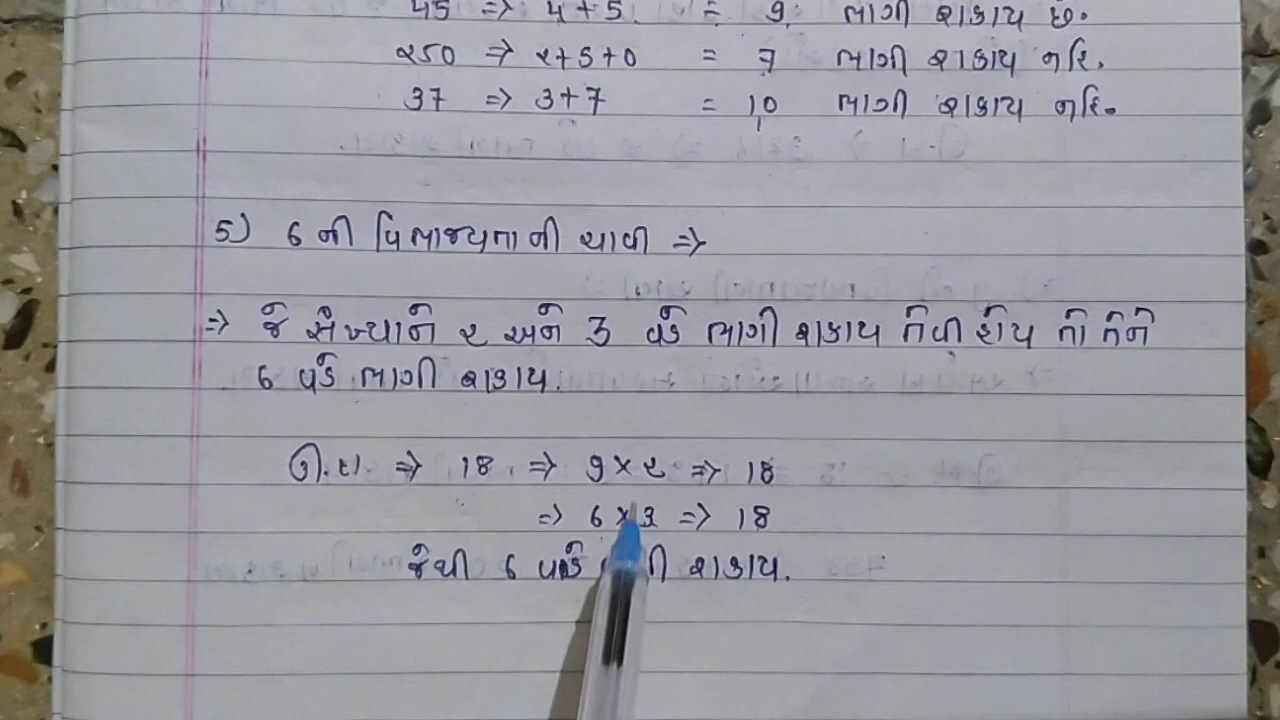 45 => 4+5 = 9 ભાગી શકાય છે.
૨50 => ૨+5+0 = 7 ભાગી શકાય નહિ.
37 => 3+7 = 10 ભાગી શકાય નહિ.
5) 6 ની વિભાજ્યતા ની ચાવી =>
=> જે સંખ્યાને ૨ અને 3 વડે ભાગી શકાય તેવી હોય તો તેને
6 વડે ભાગી શકાય.
ઊ.દા. => 18 => 9 × ૨ => 18
=> 6 × 3 => 18
જેથી 6 વડે શકાય.